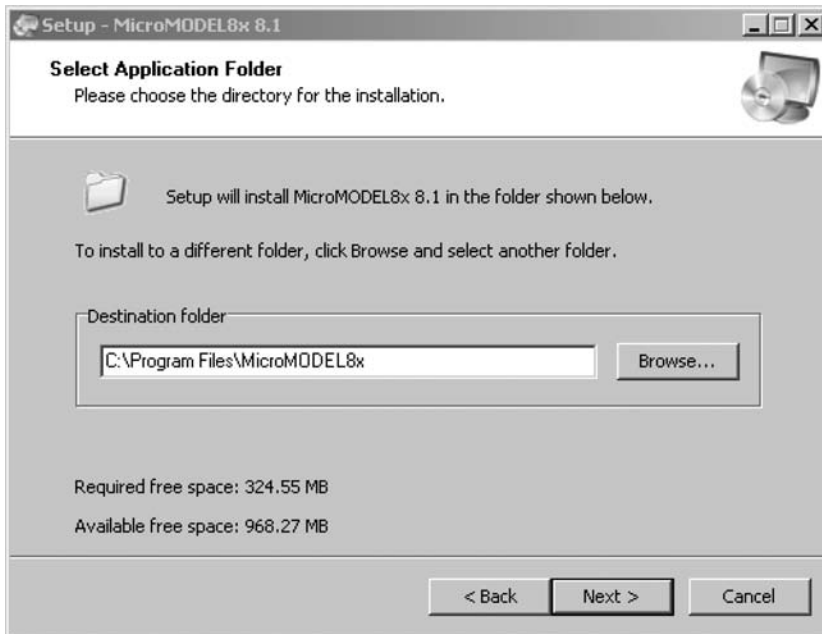 Setup - MicroMODEL8x 8.1
Select Application Folder
Please choose the directory for the installation.
Setup will install MicroMODEL8x 8.1 in the folder shown below.
To install to a different folder, click Browse and select another folder.
Destination folder
C:\Program Files\MicroMODEL8x
Browse...
Required free space: 324.55 MB
Available free space: 968.27 MB
< Back Next > Cancel